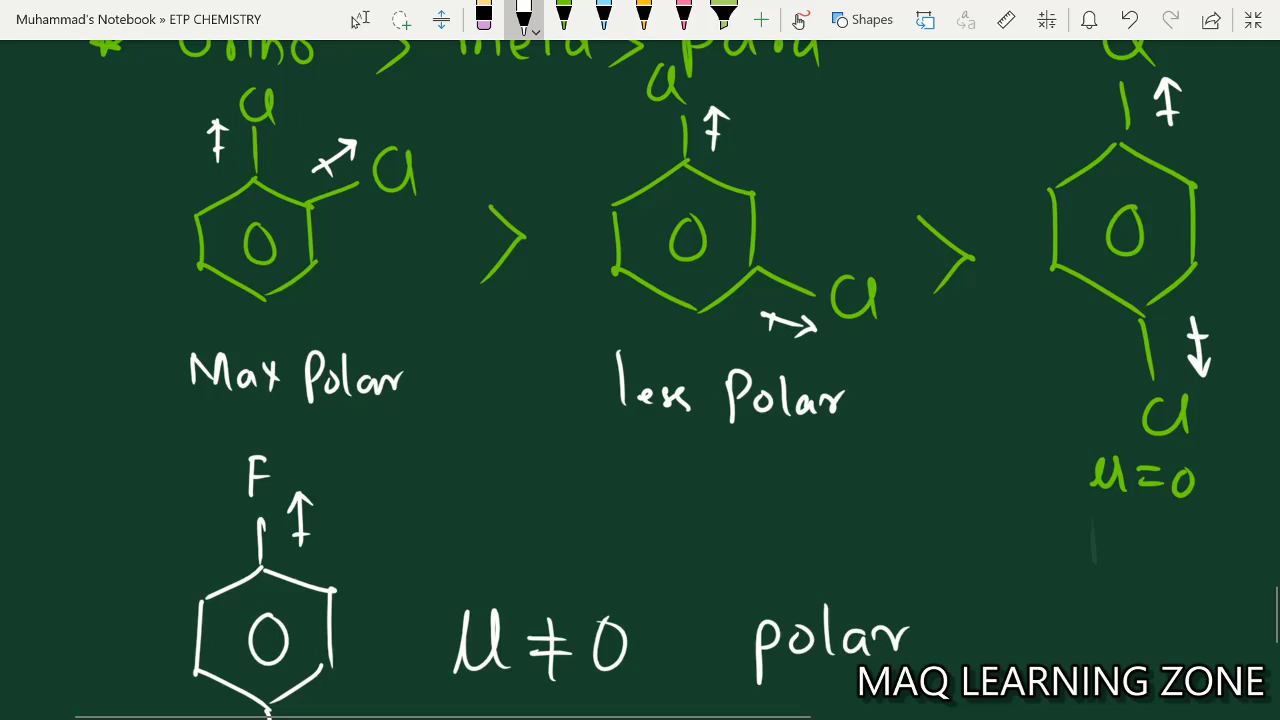 Muhammad's Notebook » ETP CHEMISTRY
Shapes
* Ortho > meta > para
Cl
Cl
Cl
Cl
Cl
Cl
> >
Max Polar
less Polar
μ = 0
F
μ ≠ 0 polar
MAQ LEARNING ZONE